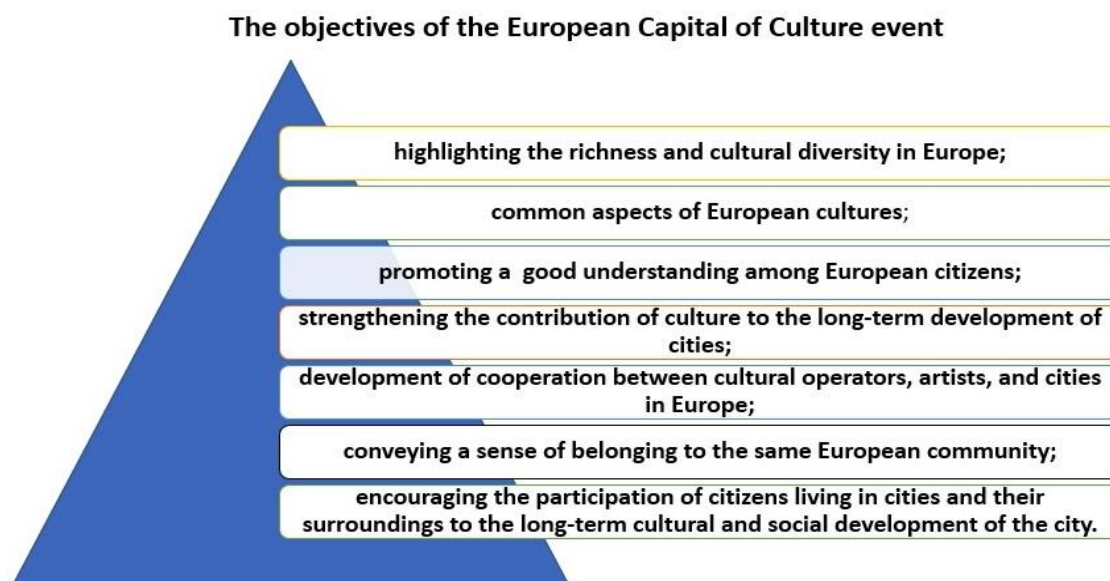 The objectives of the European Capital of Culture event
highlighting the richness and cultural diversity in Europe;
common aspects of European cultures;
promoting a good understanding among European citizens;
strengthening the contribution of culture to the long-term development of
cities;
development of cooperation between cultural operators, artists, and cities
in Europe;
conveying a sense of belonging to the same European community;
encouraging the participation of citizens living in cities and their
surroundings to the long-term cultural and social development of the city.